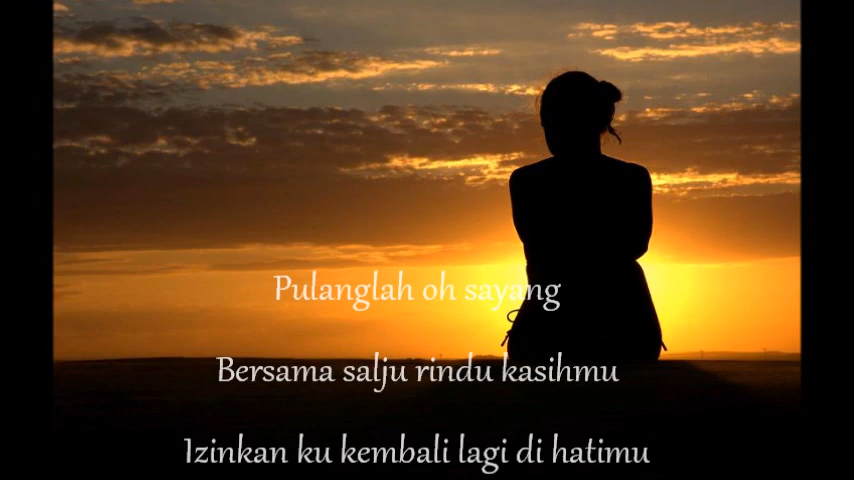 Pulanglah oh sayang
Bersama salju rindu kasihmu
Izinkan ku kembali lagi di hatimu